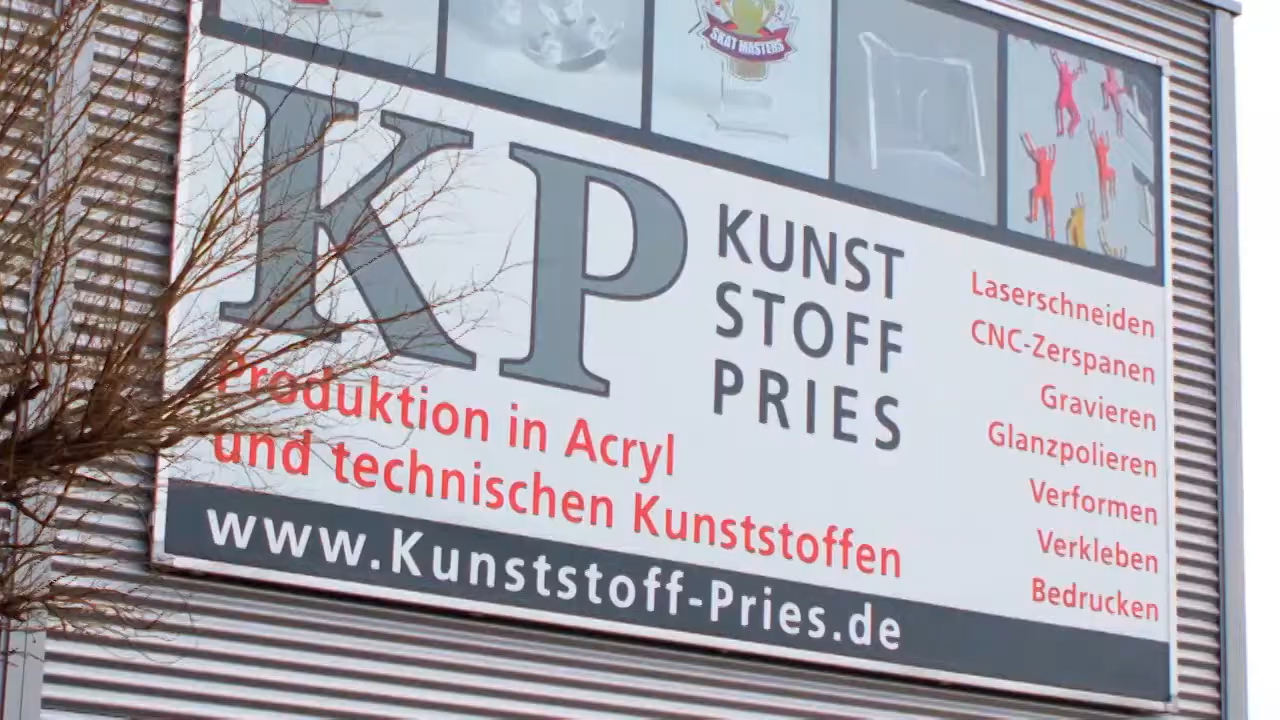 SKAT MASTERS
KP
KUNST
STOFF
PRIES
Laserschneiden
CNC-Zerspanen
Gravieren
Glanzpolieren
Verformen
Verkleben
Bedrucken
Produktion in Acryl
und technischen Kunststoffen
www.Kunststoff-Pries.de